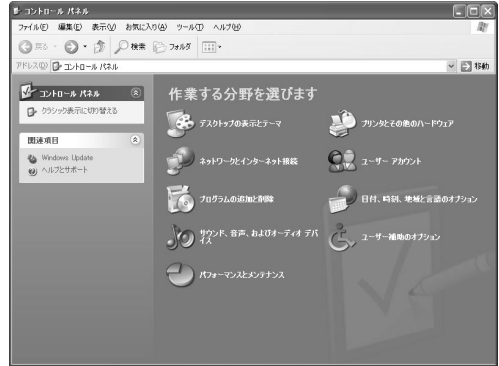 コントロール パネル
ファイル(F) 編集(E) 表示(V) お気に入り(A) ツール(T) ヘルプ(H)
戻る 検索 フォルダ
アドレス(D) コントロール パネル 移動
コントロール パネル
クラシック表示に切り替える
関連項目
Windows Update
ヘルプとサポート
作業する分野を選びます
デスクトップの表示とテーマ
プリンタとその他のハードウェア
ネットワークとインターネット接続
ユーザー アカウント
プログラムの追加と削除
日付、時刻、地域と言語のオプション
サウンド、音声、およびオーディオ デバ
イス
ユーザー補助のオプション
パフォーマンスとメンテナンス